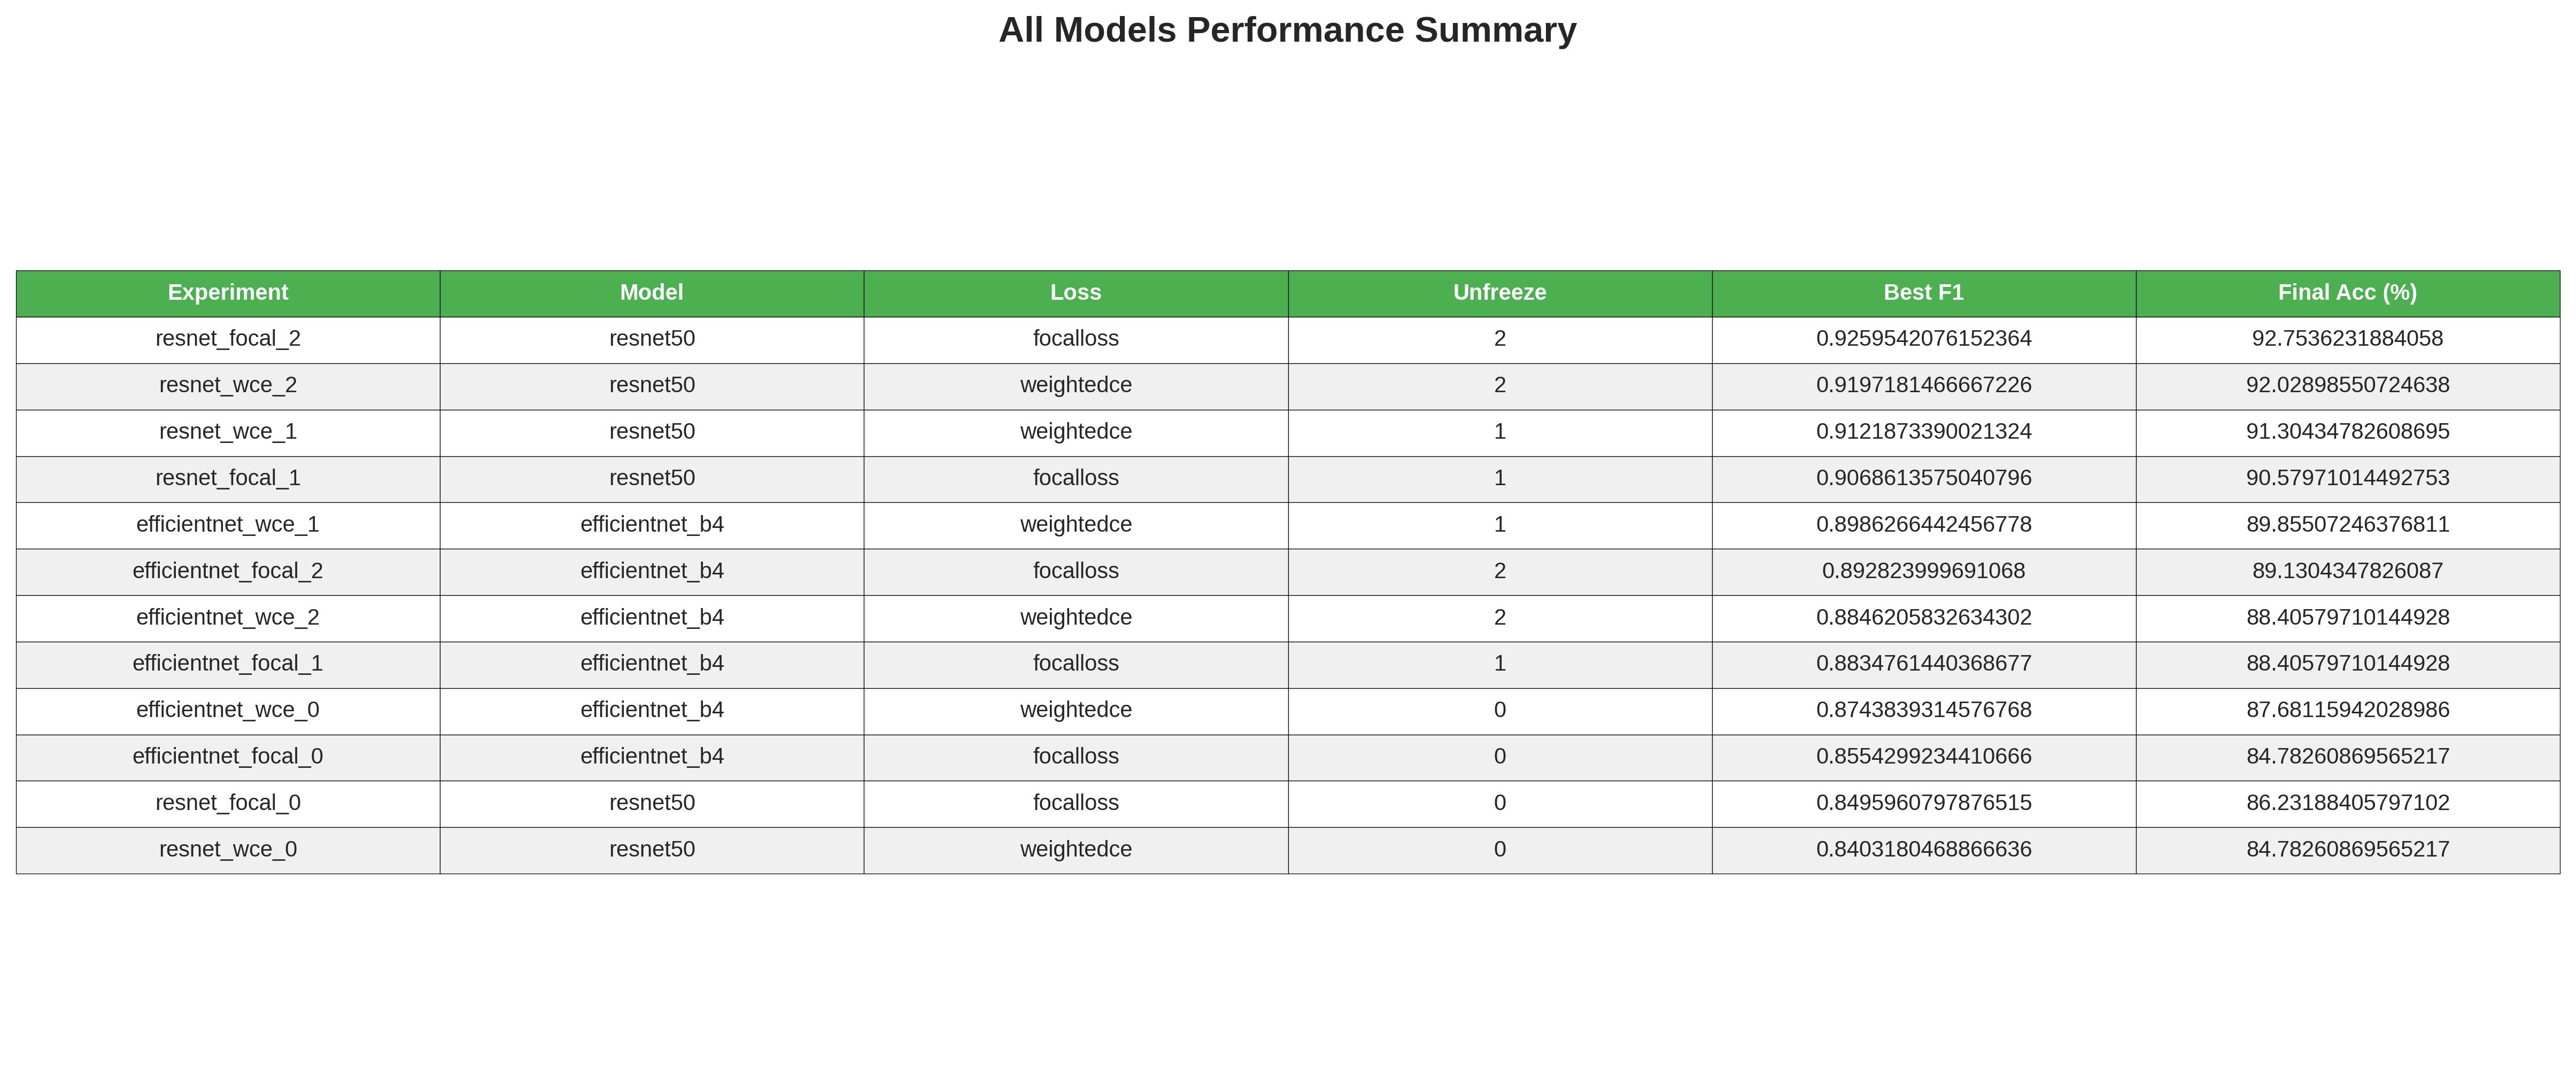 All Models Performance Summary
Experiment Model Loss Unfreeze Best F1 Final Acc (%)
resnet_focal_2 resnet50 focalloss 2 0.9259542076152364 92.7536231884058
resnet_wce_2 resnet50 weightedce 2 0.9197181466667226 92.02898550724638
resnet_wce_1 resnet50 weightedce 1 0.9121873390021324 91.30434782608695
resnet_focal_1 resnet50 focalloss 1 0.9068613575040796 90.57971014492753
efficientnet_wce_1 efficientnet_b4 weightedce 1 0.8986266442456778 89.85507246376811
efficientnet_focal_2 efficientnet_b4 focalloss 2 0.892823999691068 89.1304347826087
efficientnet_wce_2 efficientnet_b4 weightedce 2 0.8846205832634302 88.40579710144928
efficientnet_focal_1 efficientnet_b4 focalloss 1 0.8834761440368677 88.40579710144928
efficientnet_wce_0 efficientnet_b4 weightedce 0 0.8743839314576768 87.68115942028986
efficientnet_focal_0 efficientnet_b4 focalloss 0 0.8554299234410666 84.78260869565217
resnet_focal_0 resnet50 focalloss 0 0.8495960797876515 86.23188405797102
resnet_wce_0 resnet50 weightedce 0 0.8403180468866636 84.78260869565217